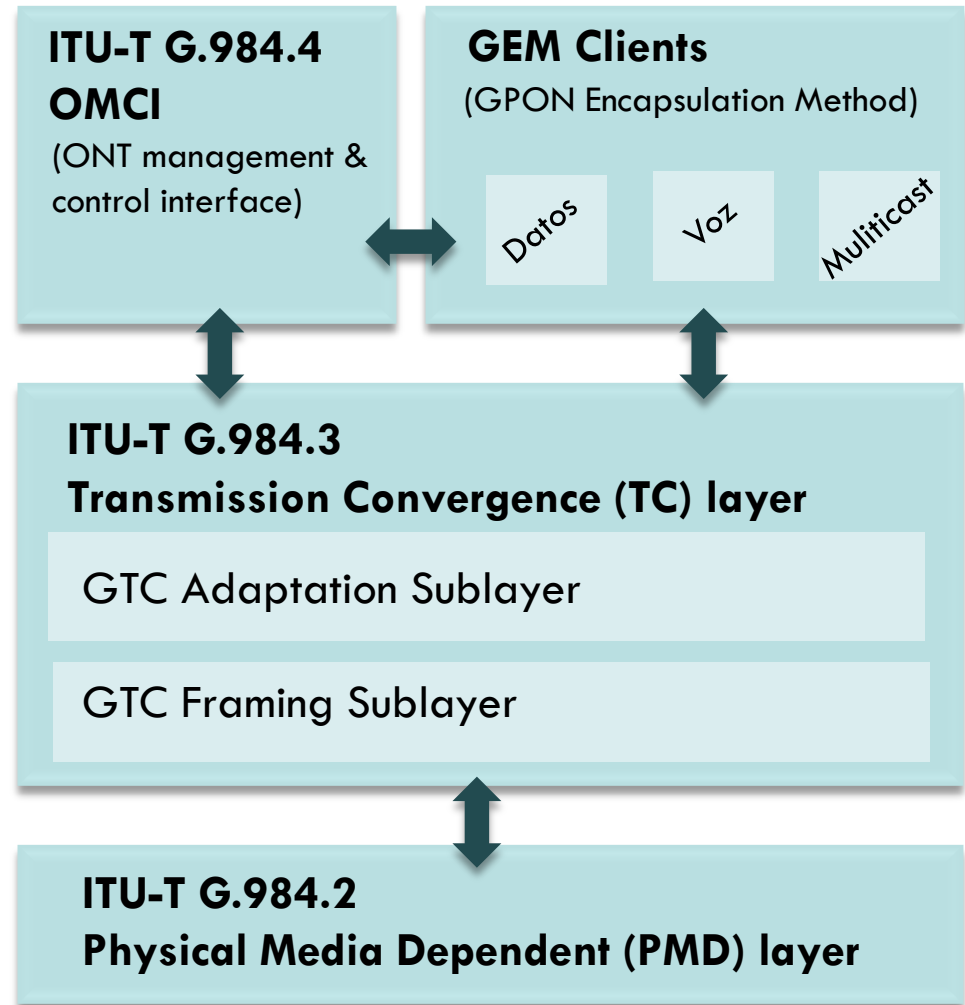 ITU-T G.984.4
OMCI
(ONT management &
control interface)
GEM Clients
(GPON Encapsulation Method)
Datos
Voz
Muliticast
ITU-T G.984.3
Transmission Convergence (TC) layer
GTC Adaptation Sublayer
GTC Framing Sublayer
ITU-T G.984.2
Physical Media Dependent (PMD) layer